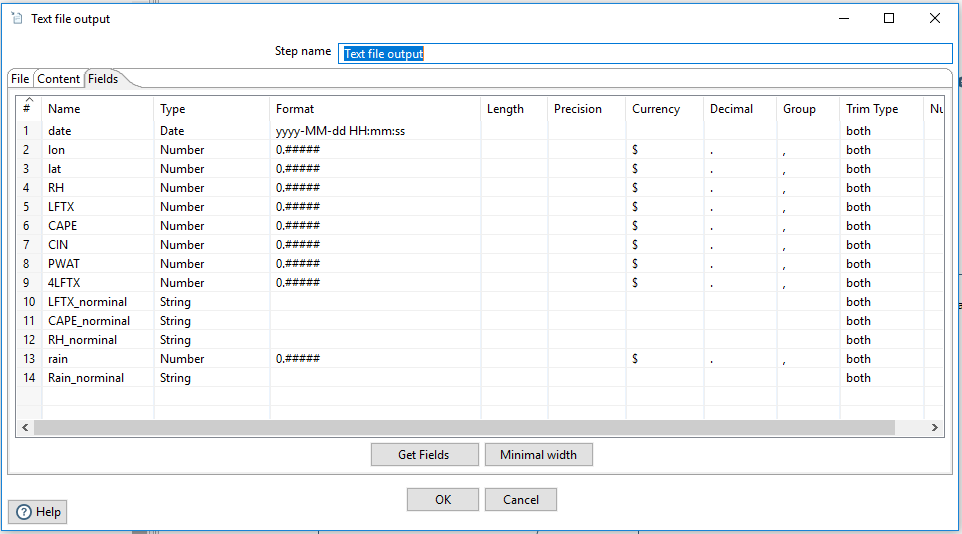 Text file output
Step name Text file output
File Content Fields
# Name Type Format Length Precision Currency Decimal Group Trim Type Nu
1 date Date yyyy-MM-dd HH:mm:ss both
2 lon Number 0.##### $ . , both
3 lat Number 0.##### $ . , both
4 RH Number 0.##### $ . , both
5 LFTX Number 0.##### $ . , both
6 CAPE Number 0.##### $ . , both
7 CIN Number 0.##### $ . , both
8 PWAT Number 0.##### $ . , both
9 4LFTX Number 0.##### $ . , both
10 LFTX_norminal String both
11 CAPE_norminal String both
12 RH_norminal String both
13 rain Number 0.##### $ . , both
14 Rain_norminal String both
Get Fields Minimal width
OK Cancel
Help